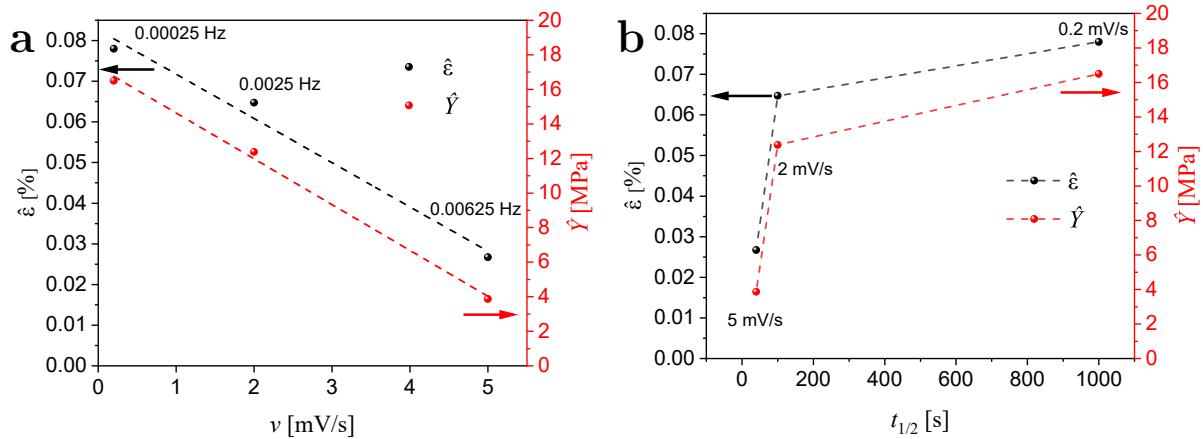 a
0.08
0.07
0.06
0.05
0.04
0.03
0.02
0.01
0.00
ε̂ [%]
0.00025 Hz
0.0025 Hz
0.00625 Hz
ε̂
Ŷ
0 1 2 3 4 5
v [mV/s]
20
18
16
14
12
10
8
6
4
2
0
Ŷ [MPa]
b
0.08
0.07
0.06
0.05
0.04
0.03
0.02
0.01
0.00
ε̂ [%]
0.2 mV/s
2 mV/s
5 mV/s
ε̂
Ŷ
0 200 400 600 800 1000
t1/2 [s]
20
18
16
14
12
10
8
6
4
2
0
Ŷ [MPa]